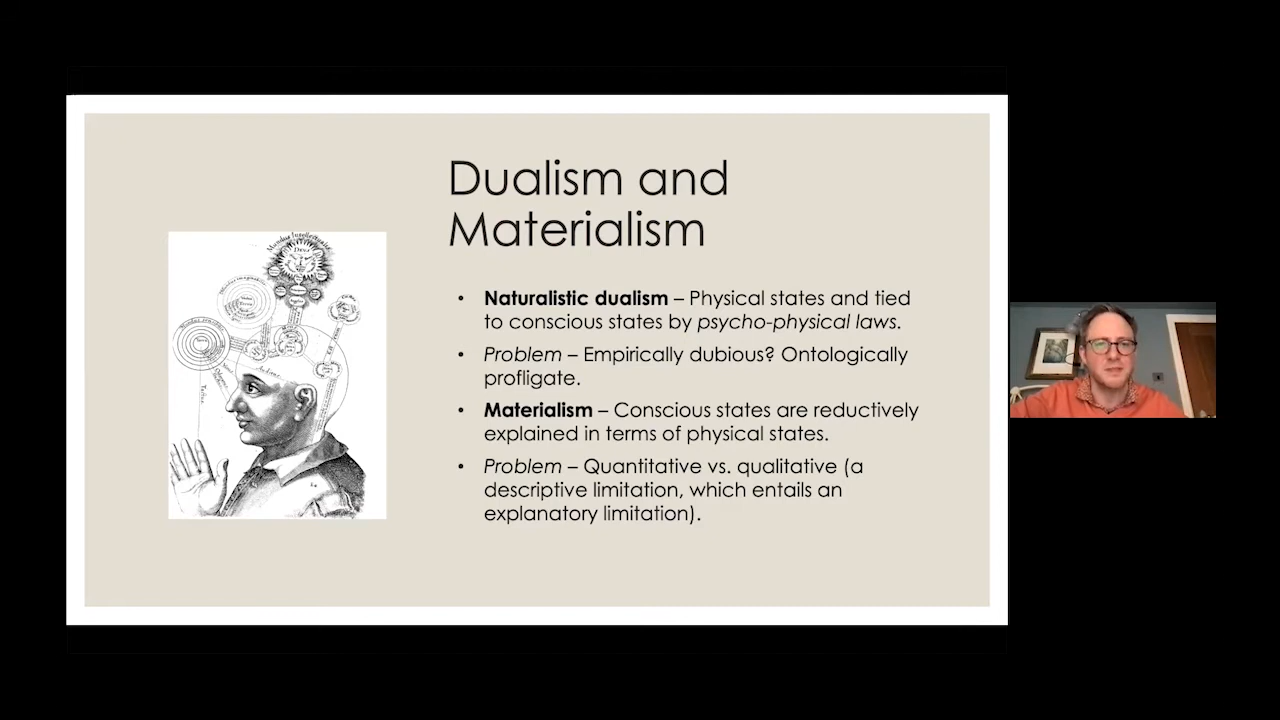 Dualism and
Materialism
• Naturalistic dualism – Physical states and tied
to conscious states by psycho-physical laws.
• Problem – Empirically dubious? Ontologically
profligate.
• Materialism – Conscious states are reductively
explained in terms of physical states.
• Problem – Quantitative vs. qualitative (a
descriptive limitation, which entails an
explanatory limitation).